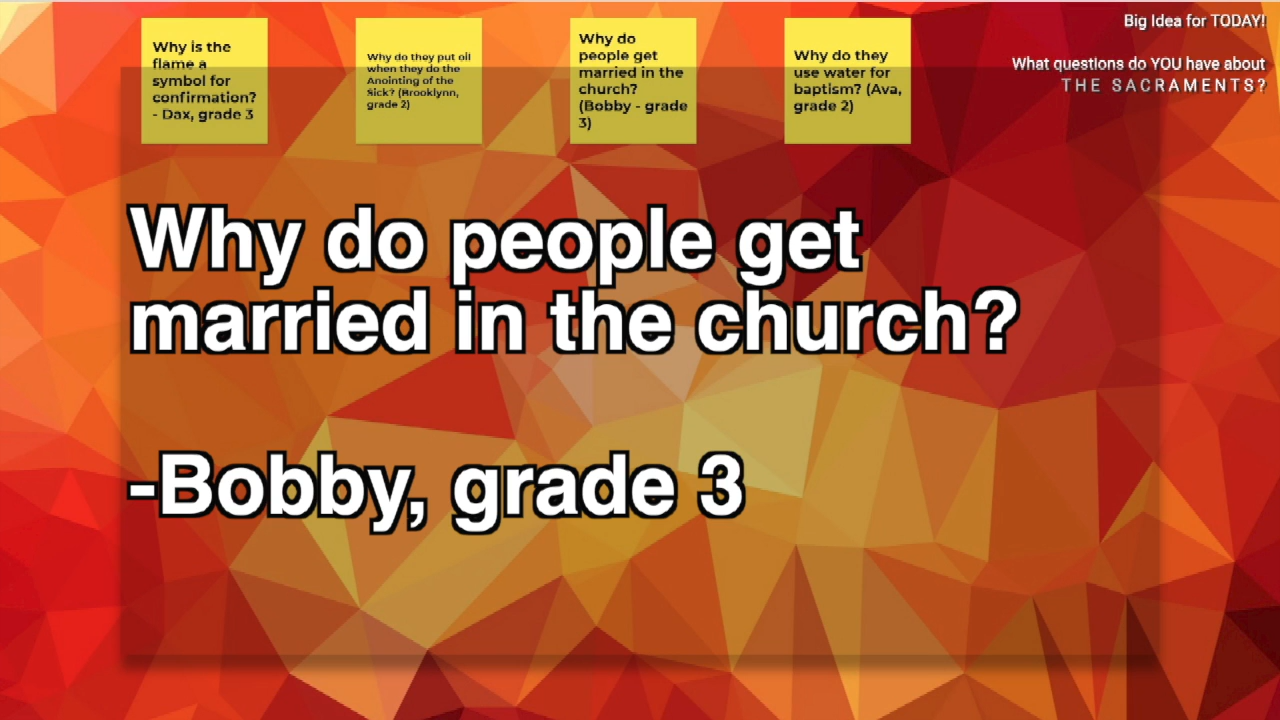 Why is the
flame a
symbol for
confirmation?
- Dax, grade 3
Why do they put oil
when they do the
Anointing of the
Sick? (Brooklynn,
grade 2)
Why do
people get
married in the
church?
(Bobby - grade
3)
Why do they
use water for
baptism? (Ava,
grade 2)
Big Idea for TODAY!
What questions do YOU have about
THE SACRAMENTS?
Why do people get
married in the church?
-Bobby, grade 3